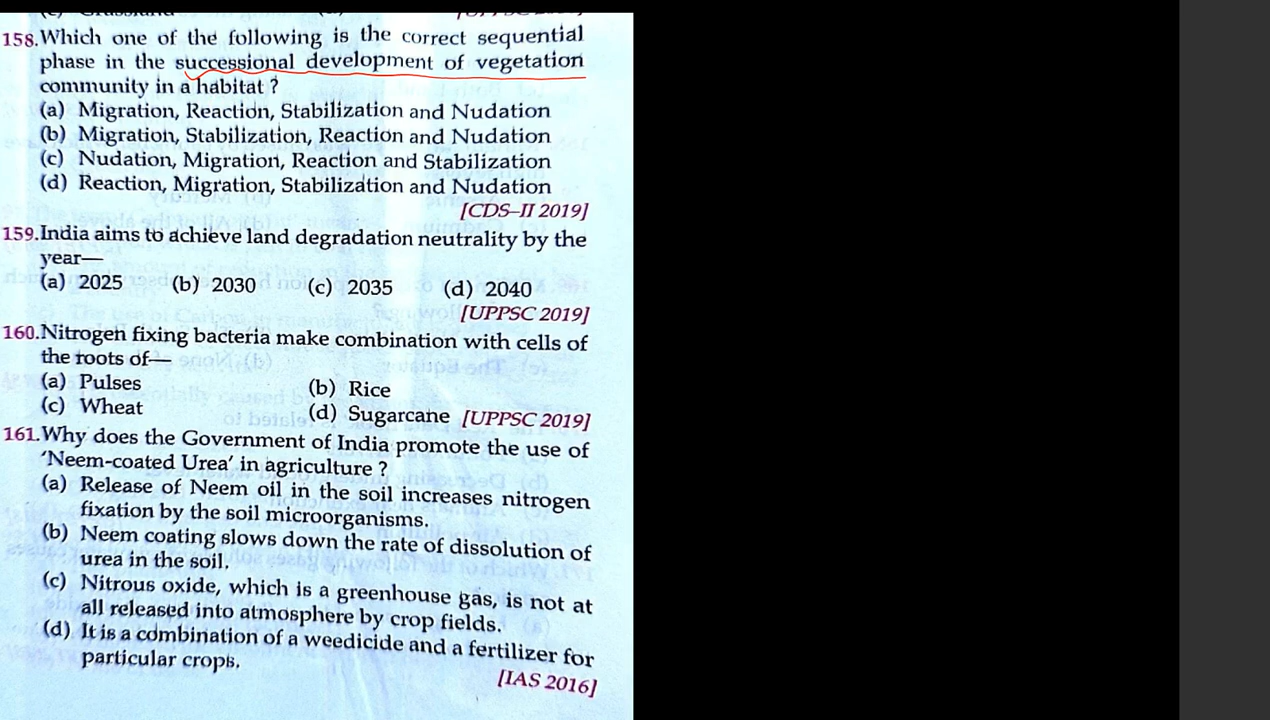 158.Which one of the following is the correct sequential
phase in the successional development of vegetation
community in a habitat ?
(a) Migration, Reaction, Stabilization and Nudation
(b) Migration, Stabilization, Reaction and Nudation
(c) Nudation, Migration, Reaction and Stabilization
(d) Reaction, Migration, Stabilization and Nudation
[CDS–II 2019]
159.India aims to achieve land degradation neutrality by the
year—
(a) 2025 (b) 2030 (c) 2035 (d) 2040
[UPPSC 2019]
160.Nitrogen fixing bacteria make combination with cells of
the roots of—
(a) Pulses (b) Rice
(c) Wheat (d) Sugarcane [UPPSC 2019]
161.Why does the Government of India promote the use of
'Neem-coated Urea' in agriculture ?
(a) Release of Neem oil in the soil increases nitrogen
fixation by the soil microorganisms.
(b) Neem coating slows down the rate of dissolution of
urea in the soil.
(c) Nitrous oxide, which is a greenhouse gas, is not at
all released into atmosphere by crop fields.
(d) It is a combination of a weedicide and a fertilizer for
particular crops.
[IAS 2016]